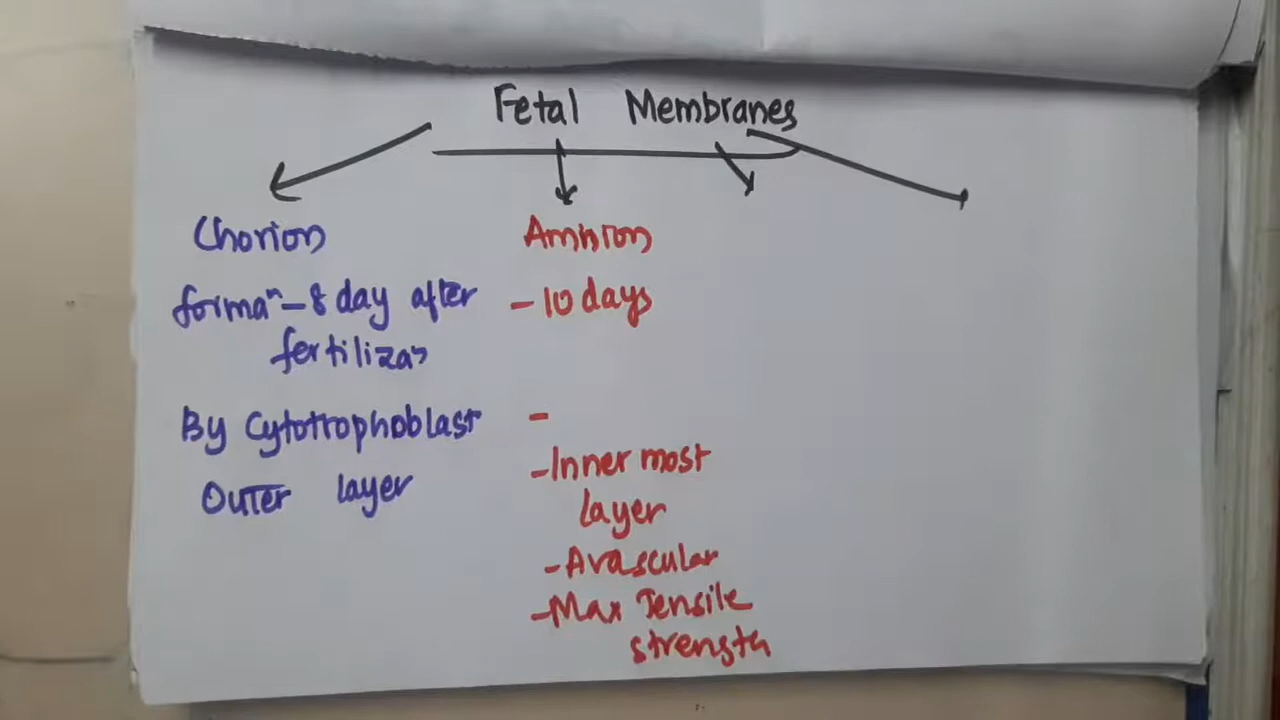 Fetal Membranes
Chorion
Amnion
formaⁿ - 8 day after
fertilizaⁿ
- 10 days
By Cytotrophoblast
Outer layer
-
- Inner most
layer
- Avascular
- Max Tensile
strength